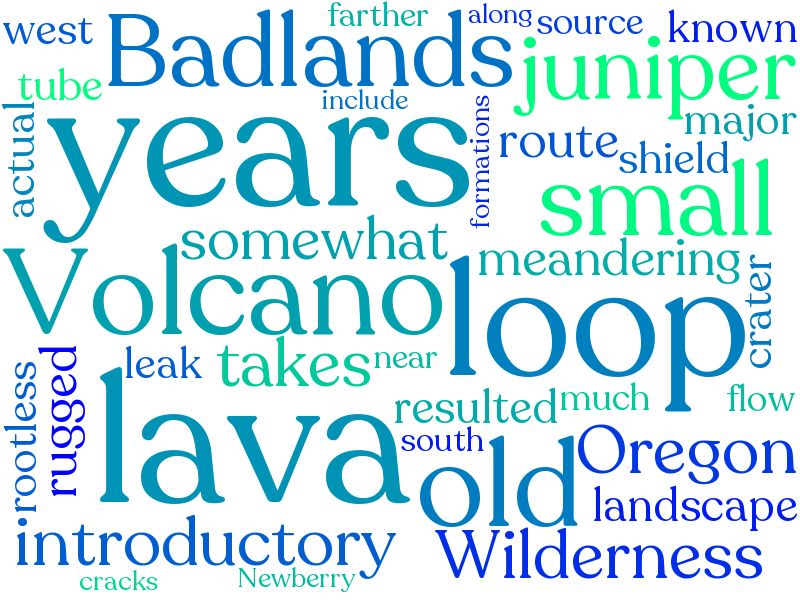 farther
along
source
known
west
Badlands
juniper
tube
include
major
actual
years
formations
route
shield
small
somewhat
meandering
Volcano
loop
crater
rugged
leak
takes
near
rootless
lava
resulted
much
flow
south
old
Oregon
landscape
introductory
Wilderness
cracks
Newberry